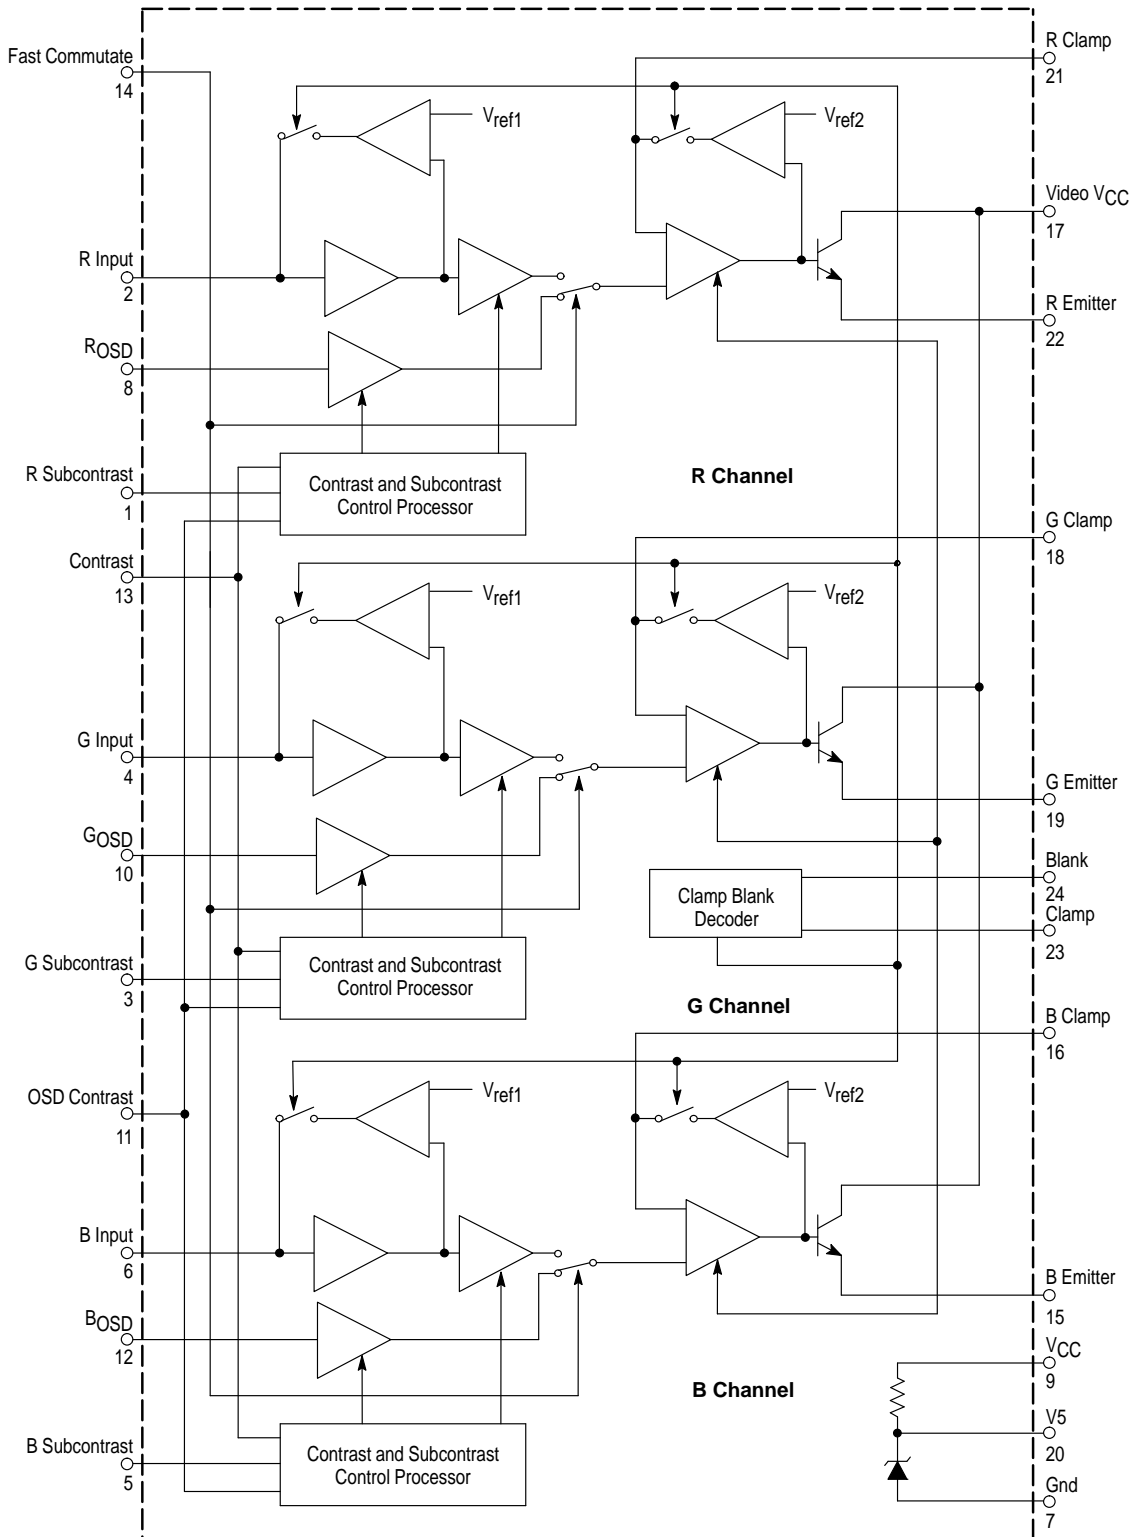 Fast Commutate
14
R Clamp
21
Vref1
Vref2
Video VCC
17
R Input
2
R Emitter
22
ROSD
8
R Subcontrast
1
Contrast and Subcontrast
Control Processor
R Channel
G Clamp
18
Contrast
13
Vref1
Vref2
G Input
4
G Emitter
19
GOSD
10
Blank
24
Clamp Blank
Decoder
Clamp
23
G Subcontrast
3
Contrast and Subcontrast
Control Processor
G Channel
B Clamp
16
OSD Contrast
11
Vref1
Vref2
B Input
6
B Emitter
15
BOSD
12
VCC
9
B Channel
V5
20
B Subcontrast
5
Contrast and Subcontrast
Control Processor
Gnd
7